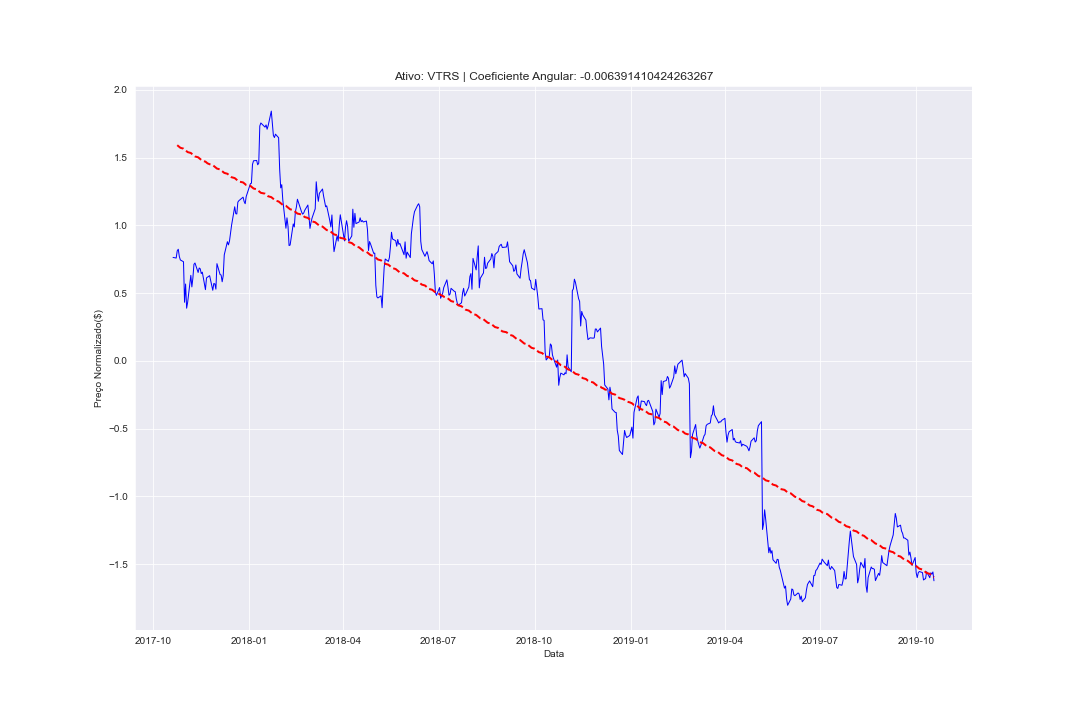 Ativo: VTRS | Coeficiente Angular: -0.006391410424263267
2.0
1.5
1.0
0.5
0.0
−0.5
−1.0
−1.5
Preço Normalizado($)
2017-10 2018-01 2018-04 2018-07 2018-10 2019-01 2019-04 2019-07 2019-10
Data